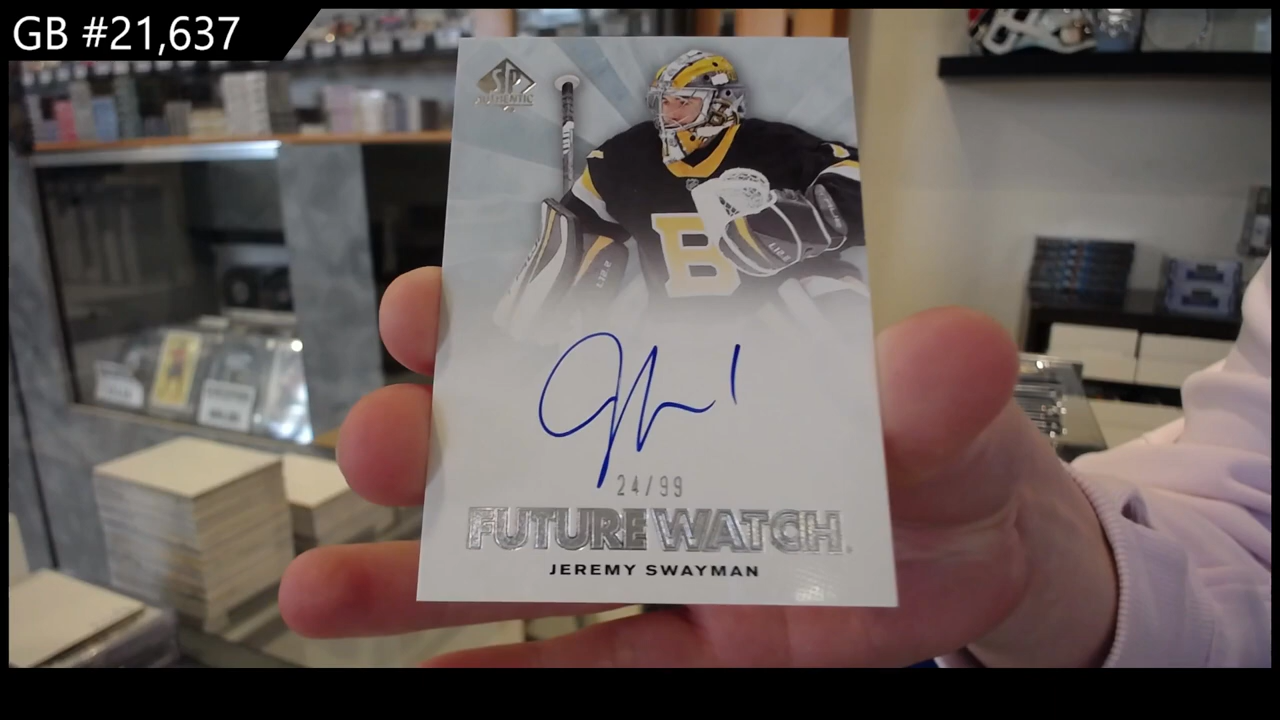 GB #21,637
SP
AUTHENTIC
B
24/99
FUTURE WATCH.
JEREMY SWAYMAN